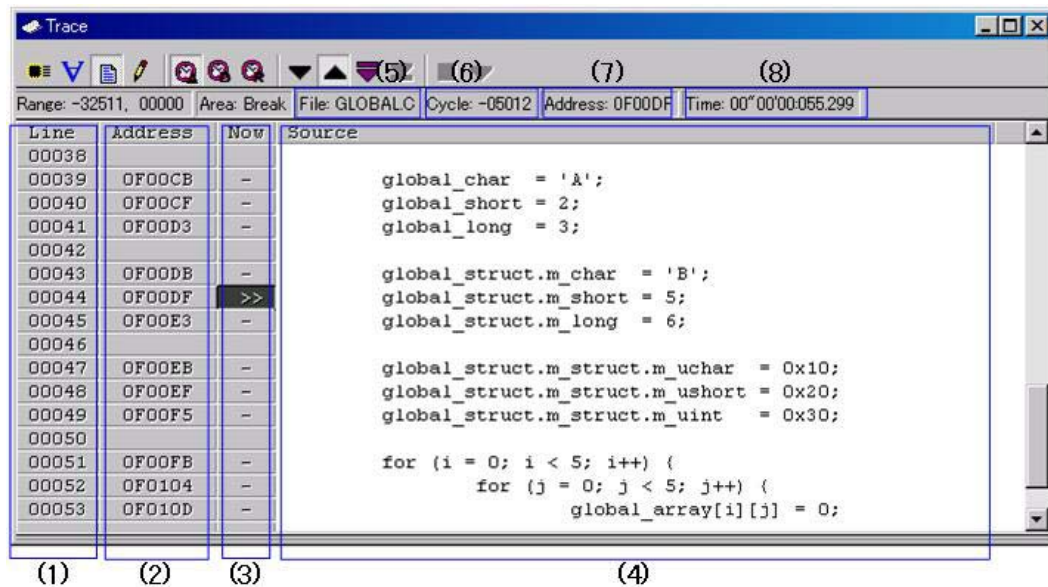 Trace
(5) (6) (7) (8)
Range: -32511, 00000 Area: Break File: GLOBAL.C Cycle: -05012 Address: 0F00DF Time: 00"00'00:055.299
Line Address Now Source
00038
00039 0F00CB - global_char = 'A';
00040 0F00CF - global_short = 2;
00041 0F00D3 - global_long = 3;
00042
00043 0F00DB - global_struct.m_char = 'B';
00044 0F00DF >> global_struct.m_short = 5;
00045 0F00E3 - global_struct.m_long = 6;
00046
00047 0F00EB - global_struct.m_struct.m_uchar = 0x10;
00048 0F00EF - global_struct.m_struct.m_ushort = 0x20;
00049 0F00F5 - global_struct.m_struct.m_uint = 0x30;
00050
00051 0F00FB - for (i = 0; i < 5; i++) {
00052 0F0104 - for (j = 0; j < 5; j++) {
00053 0F010D - global_array[i][j] = 0;
(1) (2) (3) (4)